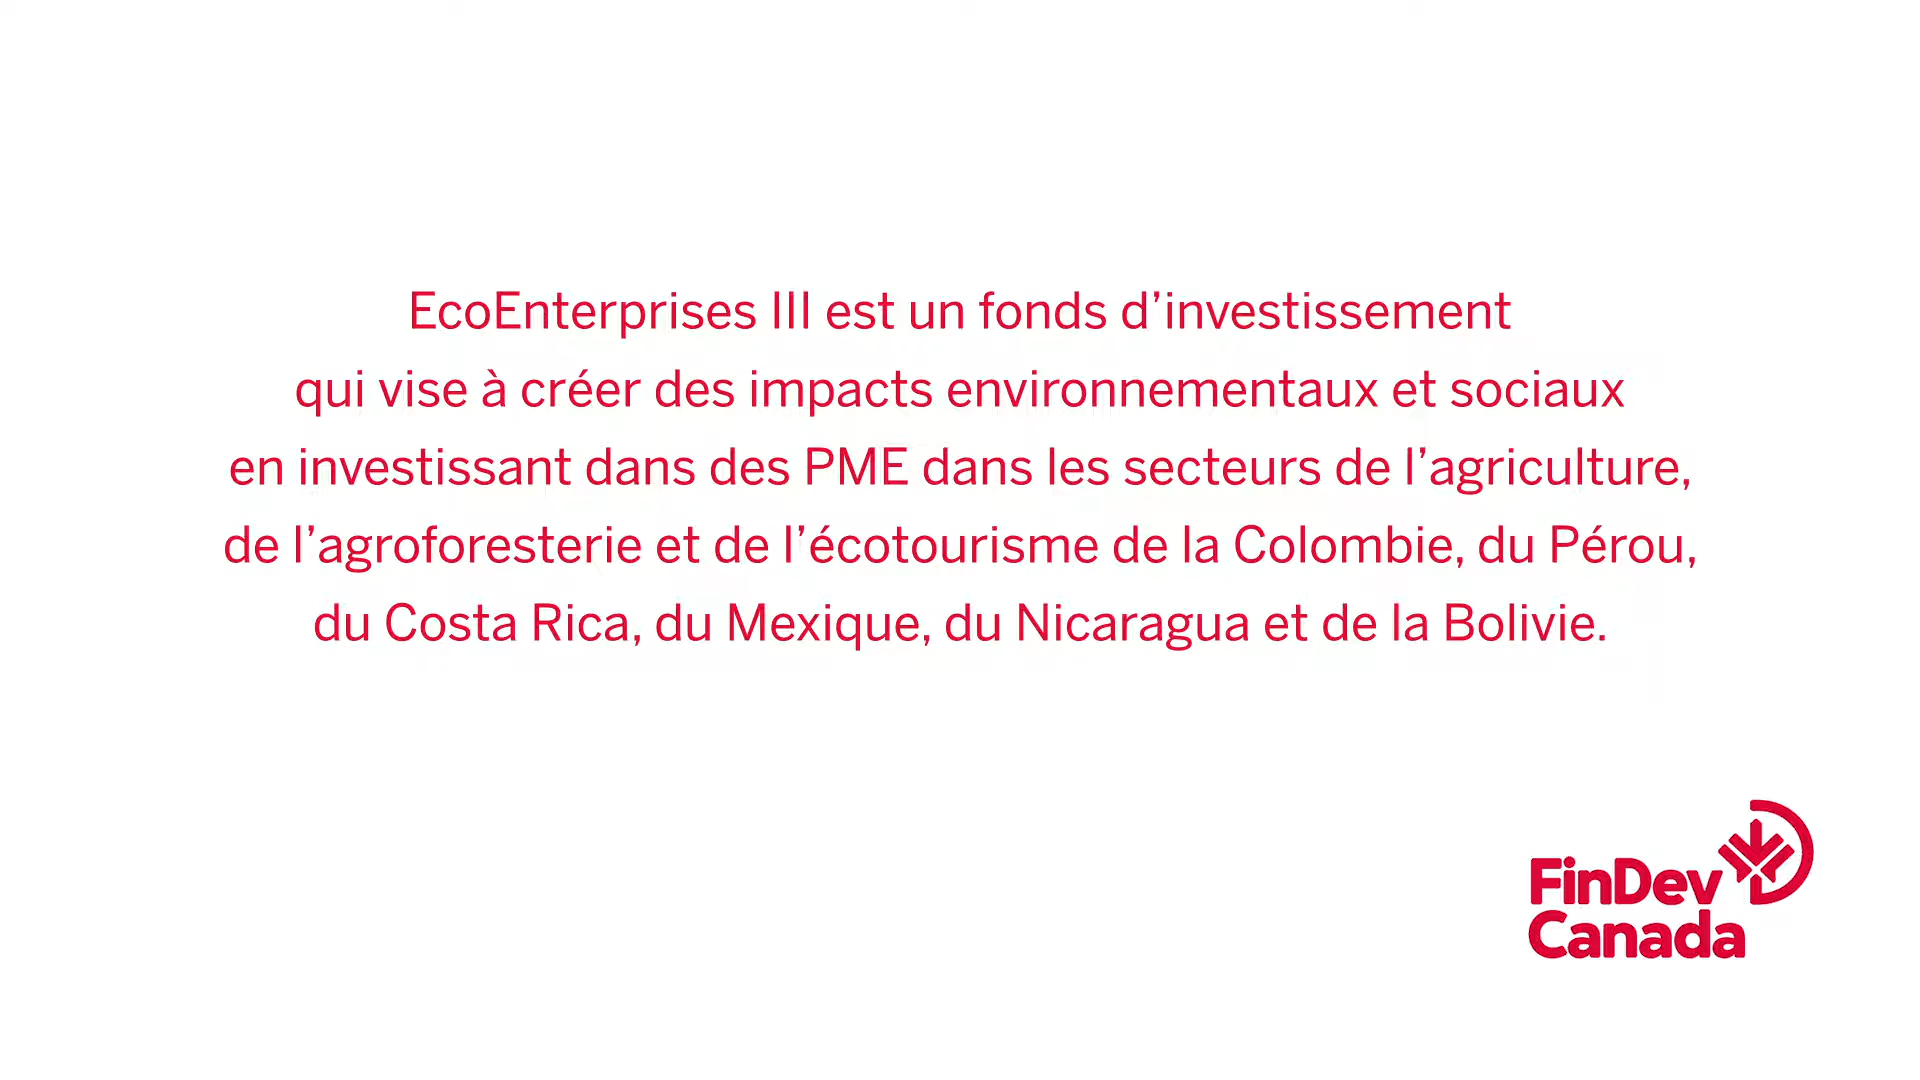 EcoEnterprises III est un fonds d’investissement
qui vise à créer des impacts environnementaux et sociaux
en investissant dans des PME dans les secteurs de l’agriculture,
de l’agroforesterie et de l’écotourisme de la Colombie, du Pérou,
du Costa Rica, du Mexique, du Nicaragua et de la Bolivie.
FinDev
Canada